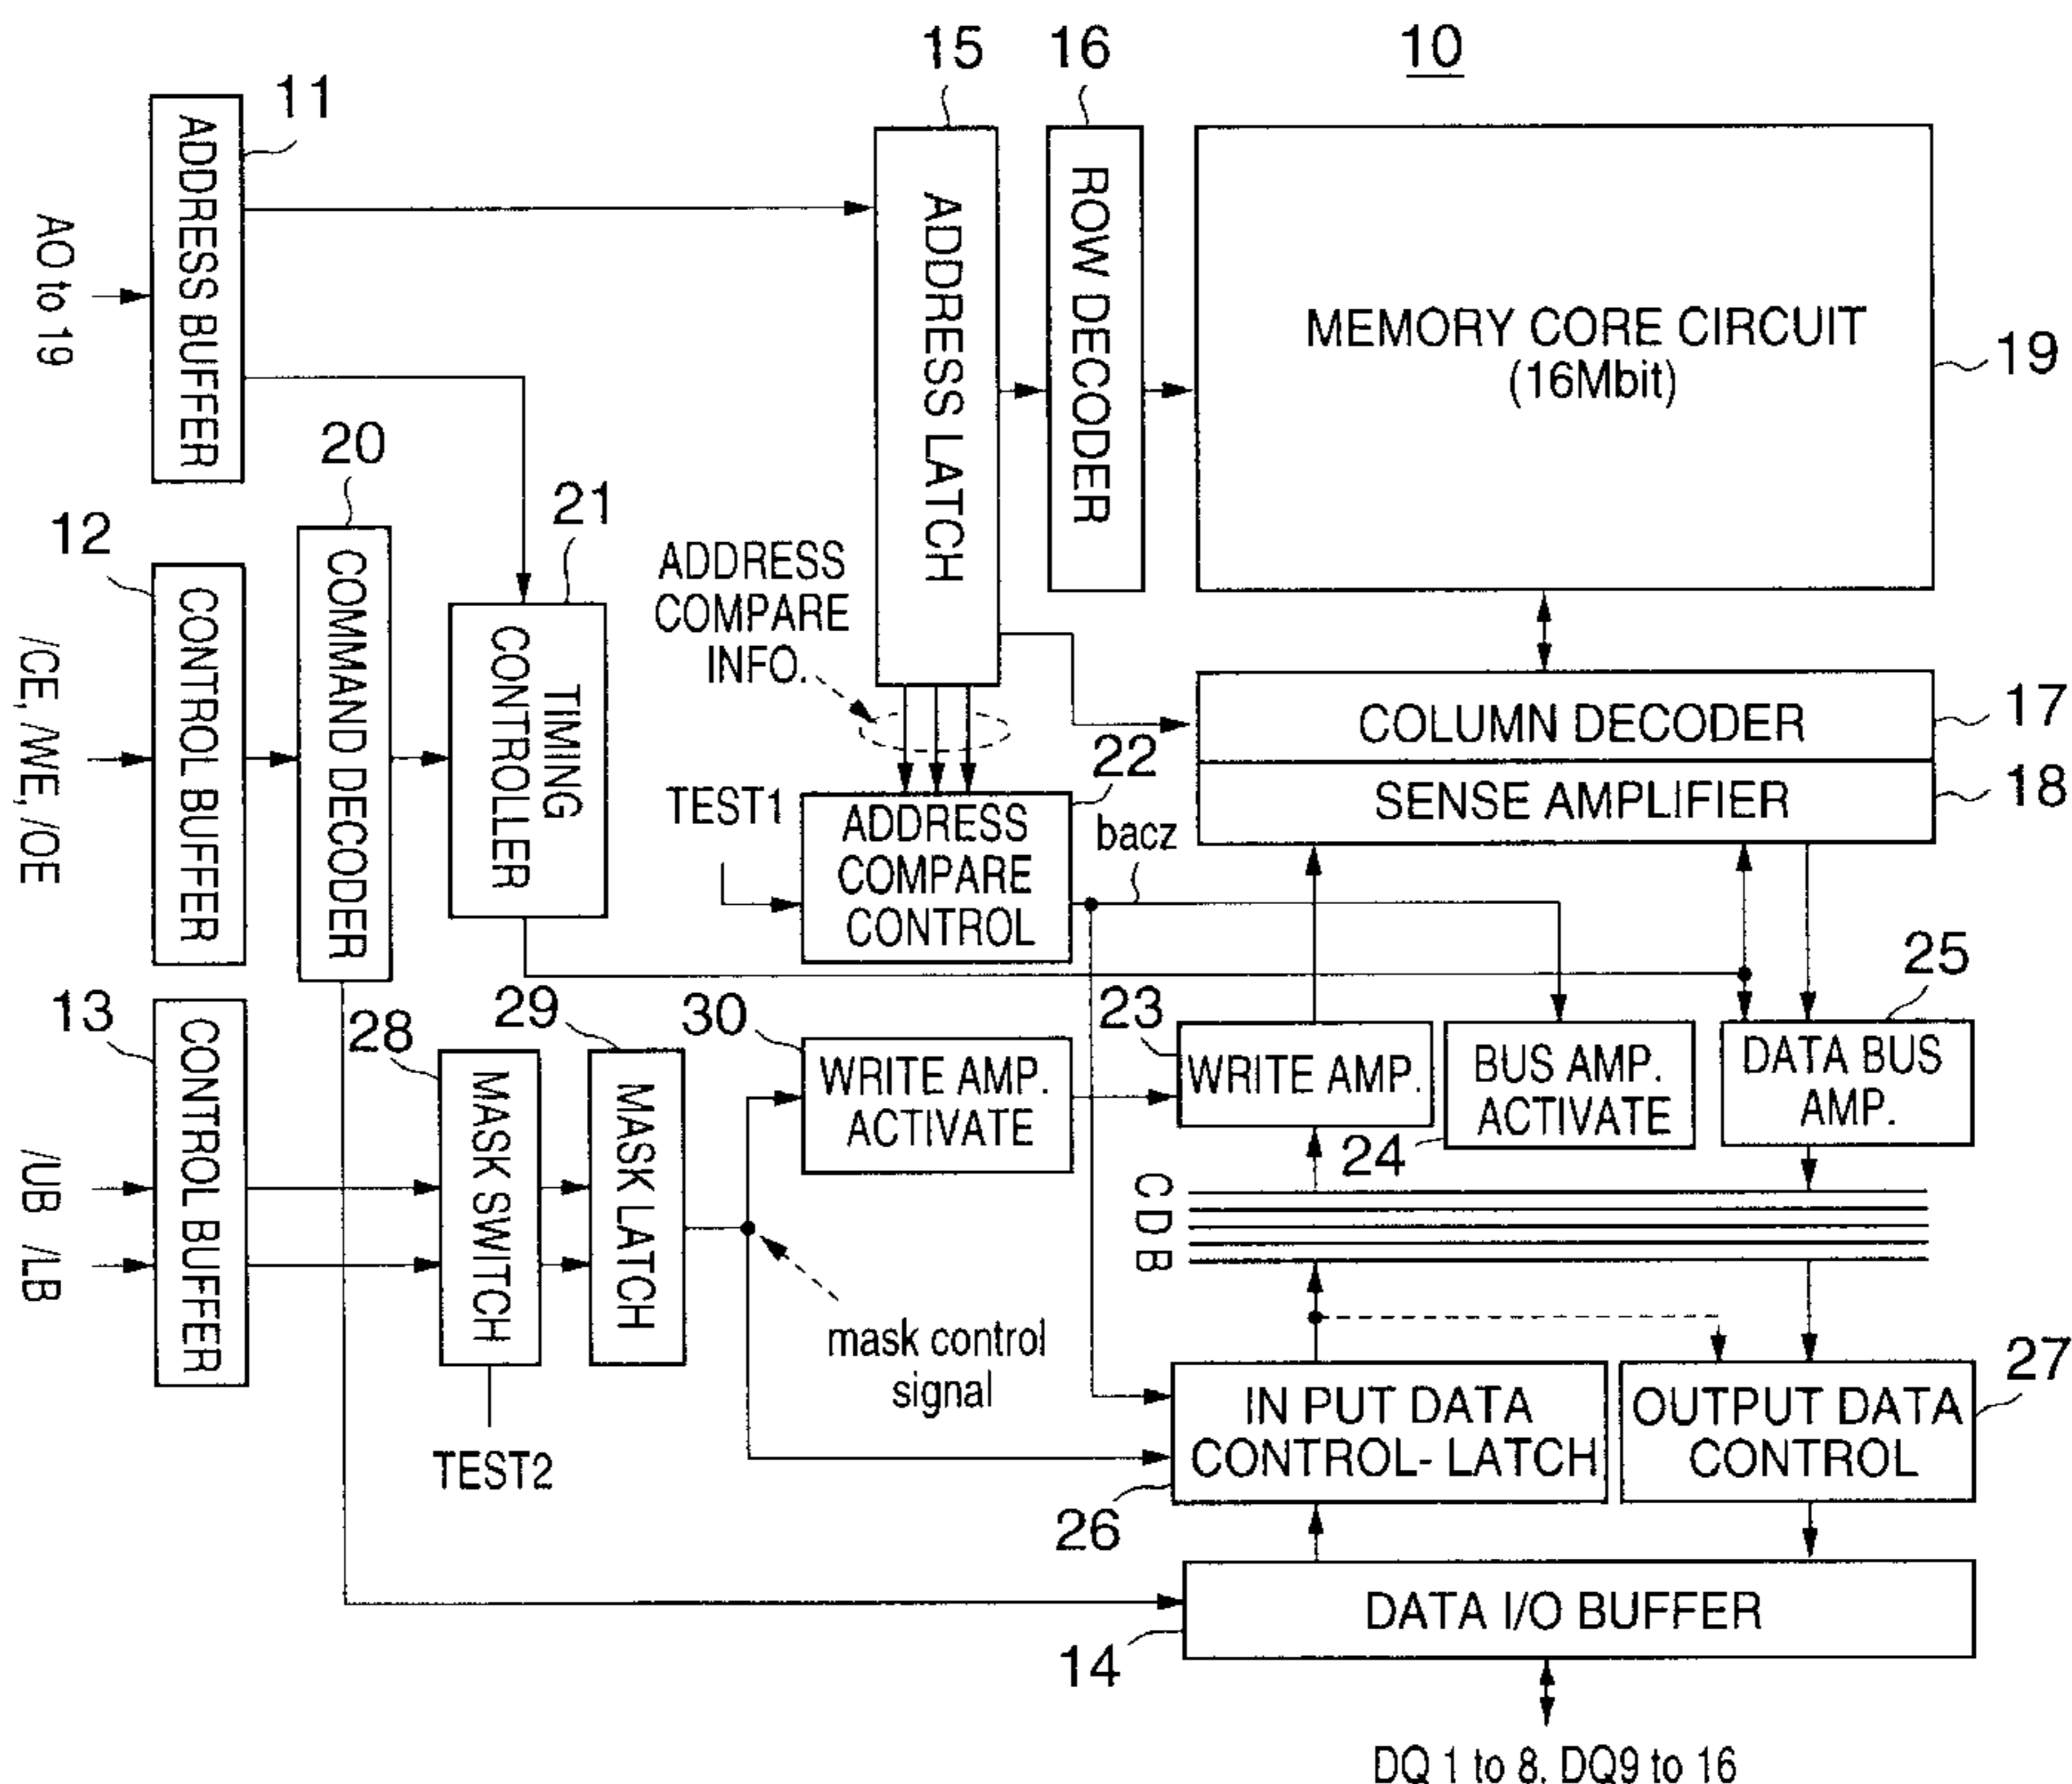 10
15
16
11
ADDRESS BUFFER
AO to 19
ADDRESS LATCH
ROW DECODER
MEMORY CORE CIRCUIT
(16Mbit)
19
20
21
12
CONTROL BUFFER
/CE, /WE, /OE
COMMAND DECODER
TIMING
CONTROLLER
ADDRESS
COMPARE
INFO.
COLUMN DECODER
17
SENSE AMPLIFIER
18
22
TEST1
ADDRESS
COMPARE
CONTROL
bacz
13
CONTROL BUFFER
/UB /LB
28
MASK SWITCH
TEST2
29
MASK LATCH
30
WRITE AMP.
ACTIVATE
23
WRITE AMP.
24
BUS AMP.
ACTIVATE
25
DATA BUS
AMP.
CDB
mask control
signal
IN PUT DATA
CONTROL- LATCH
26
OUTPUT DATA
CONTROL
27
DATA I/O BUFFER
14
DQ 1 to 8, DQ9 to 16